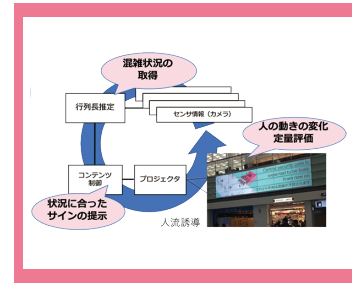 混雑状況の
取得
行列長推定
センサ情報（カメラ）
人の動きの変化
定量評価
コンテンツ
制御
プロジェクタ
状況に合った
サインの提示
人流誘導